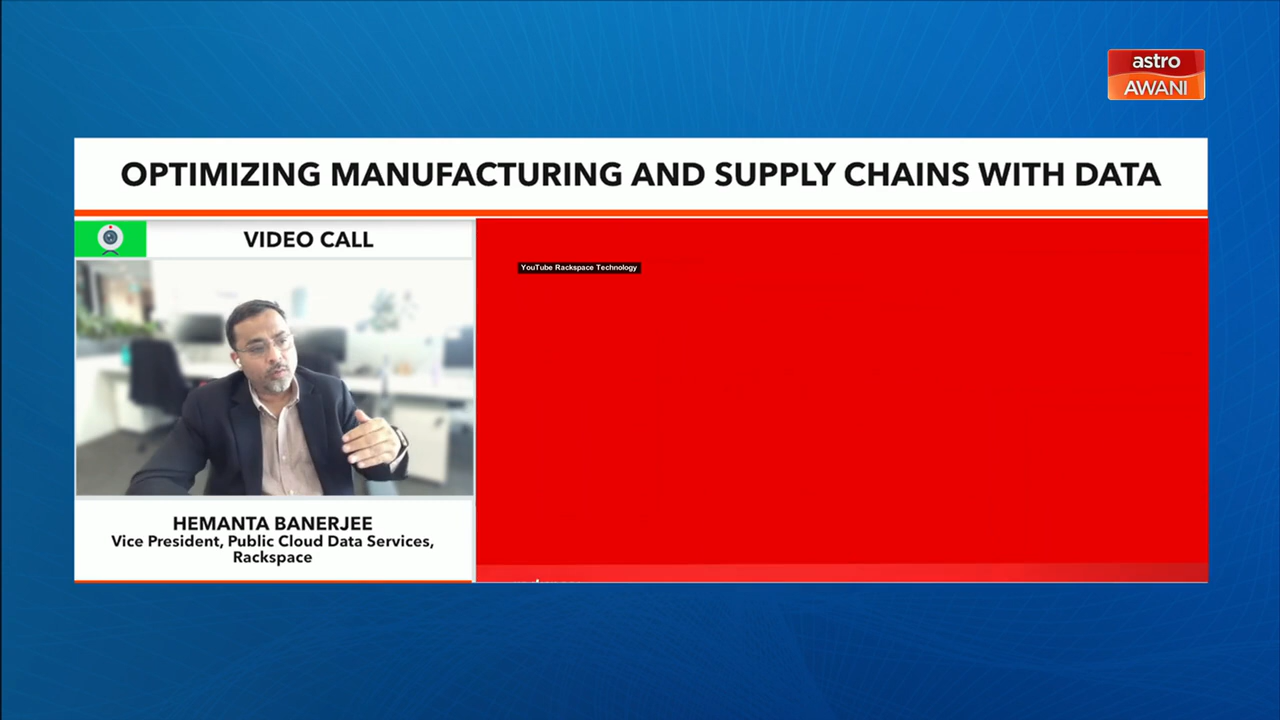 astro
AWANI
OPTIMIZING MANUFACTURING AND SUPPLY CHAINS WITH DATA
VIDEO CALL
YouTube Rackspace Technology
HEMANTA BANERJEE
Vice President, Public Cloud Data Services,
Rackspace